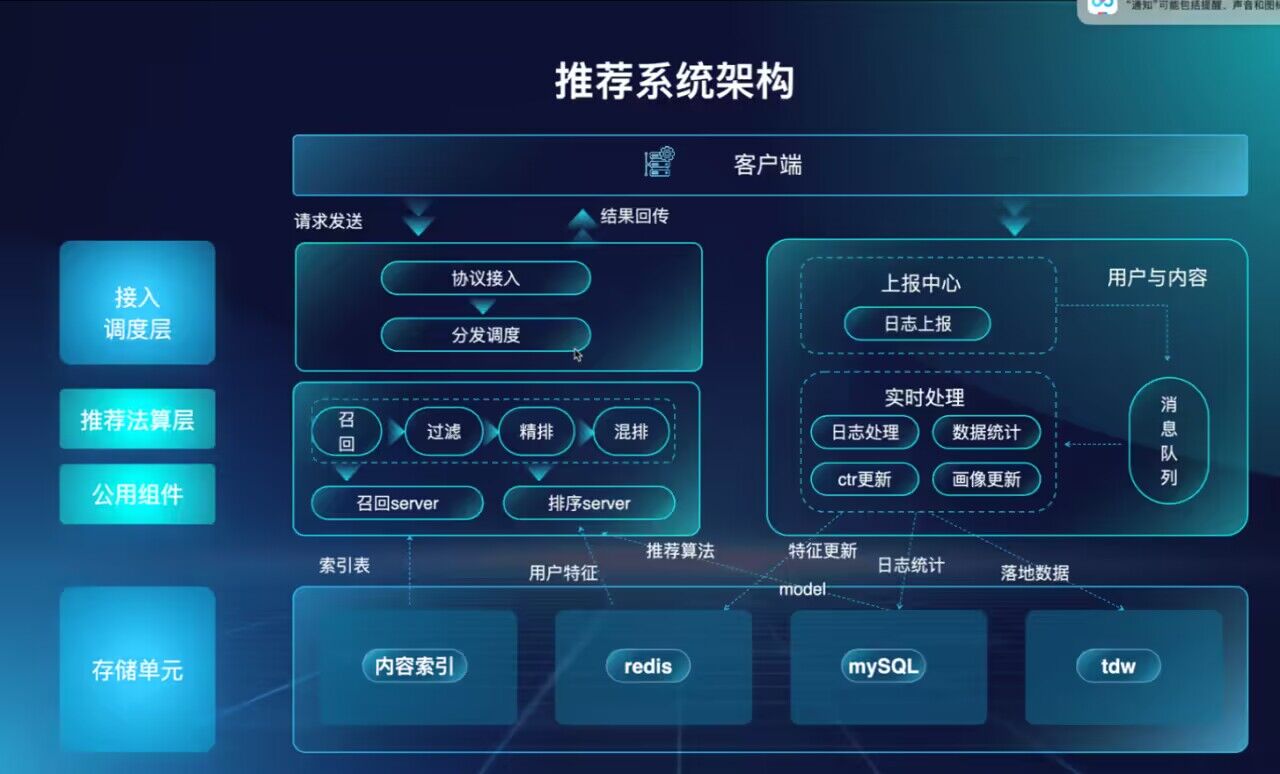 “通知”可能包括提醒、声音和图标
推荐系统架构
客户端
请求发送
结果回传
接入
调度层
协议接入
分发调度
上报中心
日志上报
用户与内容
推荐法算层
公用组件
召
回
过滤
精排
混排
召回server
排序server
实时处理
日志处理
数据统计
ctr更新
画像更新
消
息
队
列
索引表
用户特征
推荐算法
特征更新
model
日志统计
落地数据
存储单元
内容索引
redis
mySQL
tdw